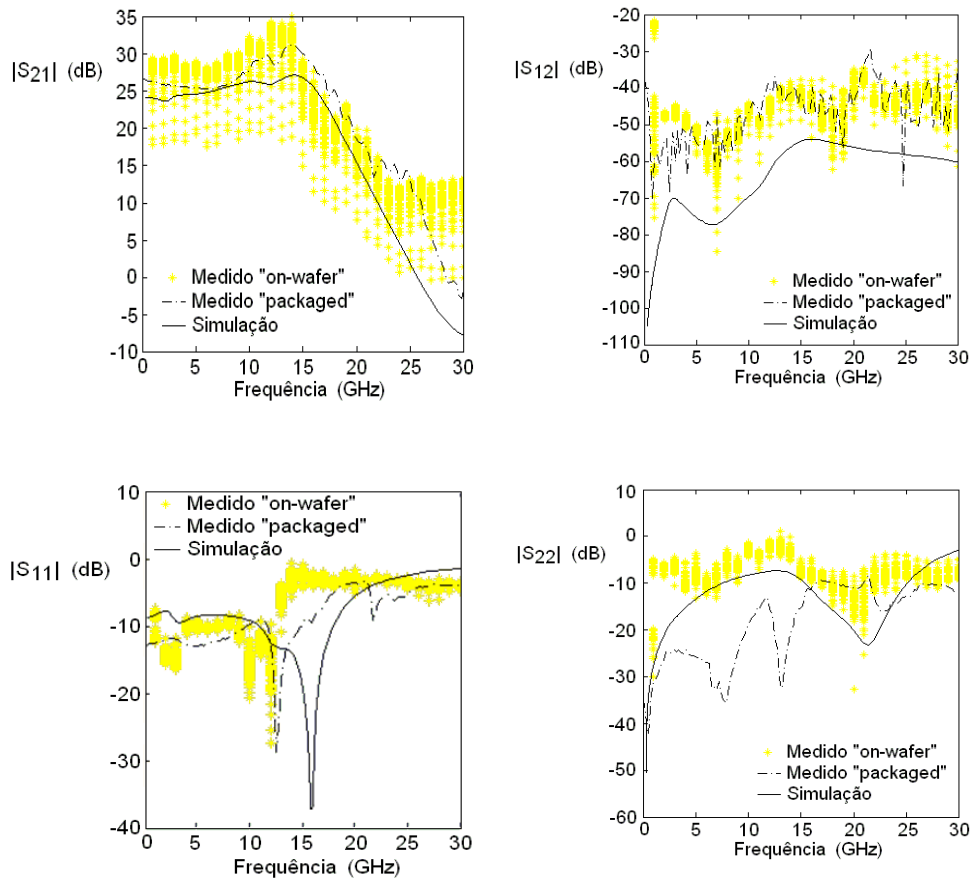 |S21| (dB)
35
30
25
20
15
10
5
0
-5
-10
Medido "on-wafer"
Medido "packaged"
Simulação
0 5 10 15 20 25 30
Frequência (GHz)
|S12| (dB)
-20
-30
-40
-50
-60
-70
-80
-90
-100
-110
Medido "on-wafer"
Medido "packaged"
Simulação
0 5 10 15 20 25 30
Frequência (GHz)
|S11| (dB)
10
0
-10
-20
-30
-40
Medido "on-wafer"
Medido "packaged"
Simulação
0 5 10 15 20 25 30
Frequência (GHz)
|S22| (dB)
10
0
-10
-20
-30
-40
-50
-60
Medido "on-wafer"
Medido "packaged"
Simulação
0 5 10 15 20 25 30
Frequência (GHz)